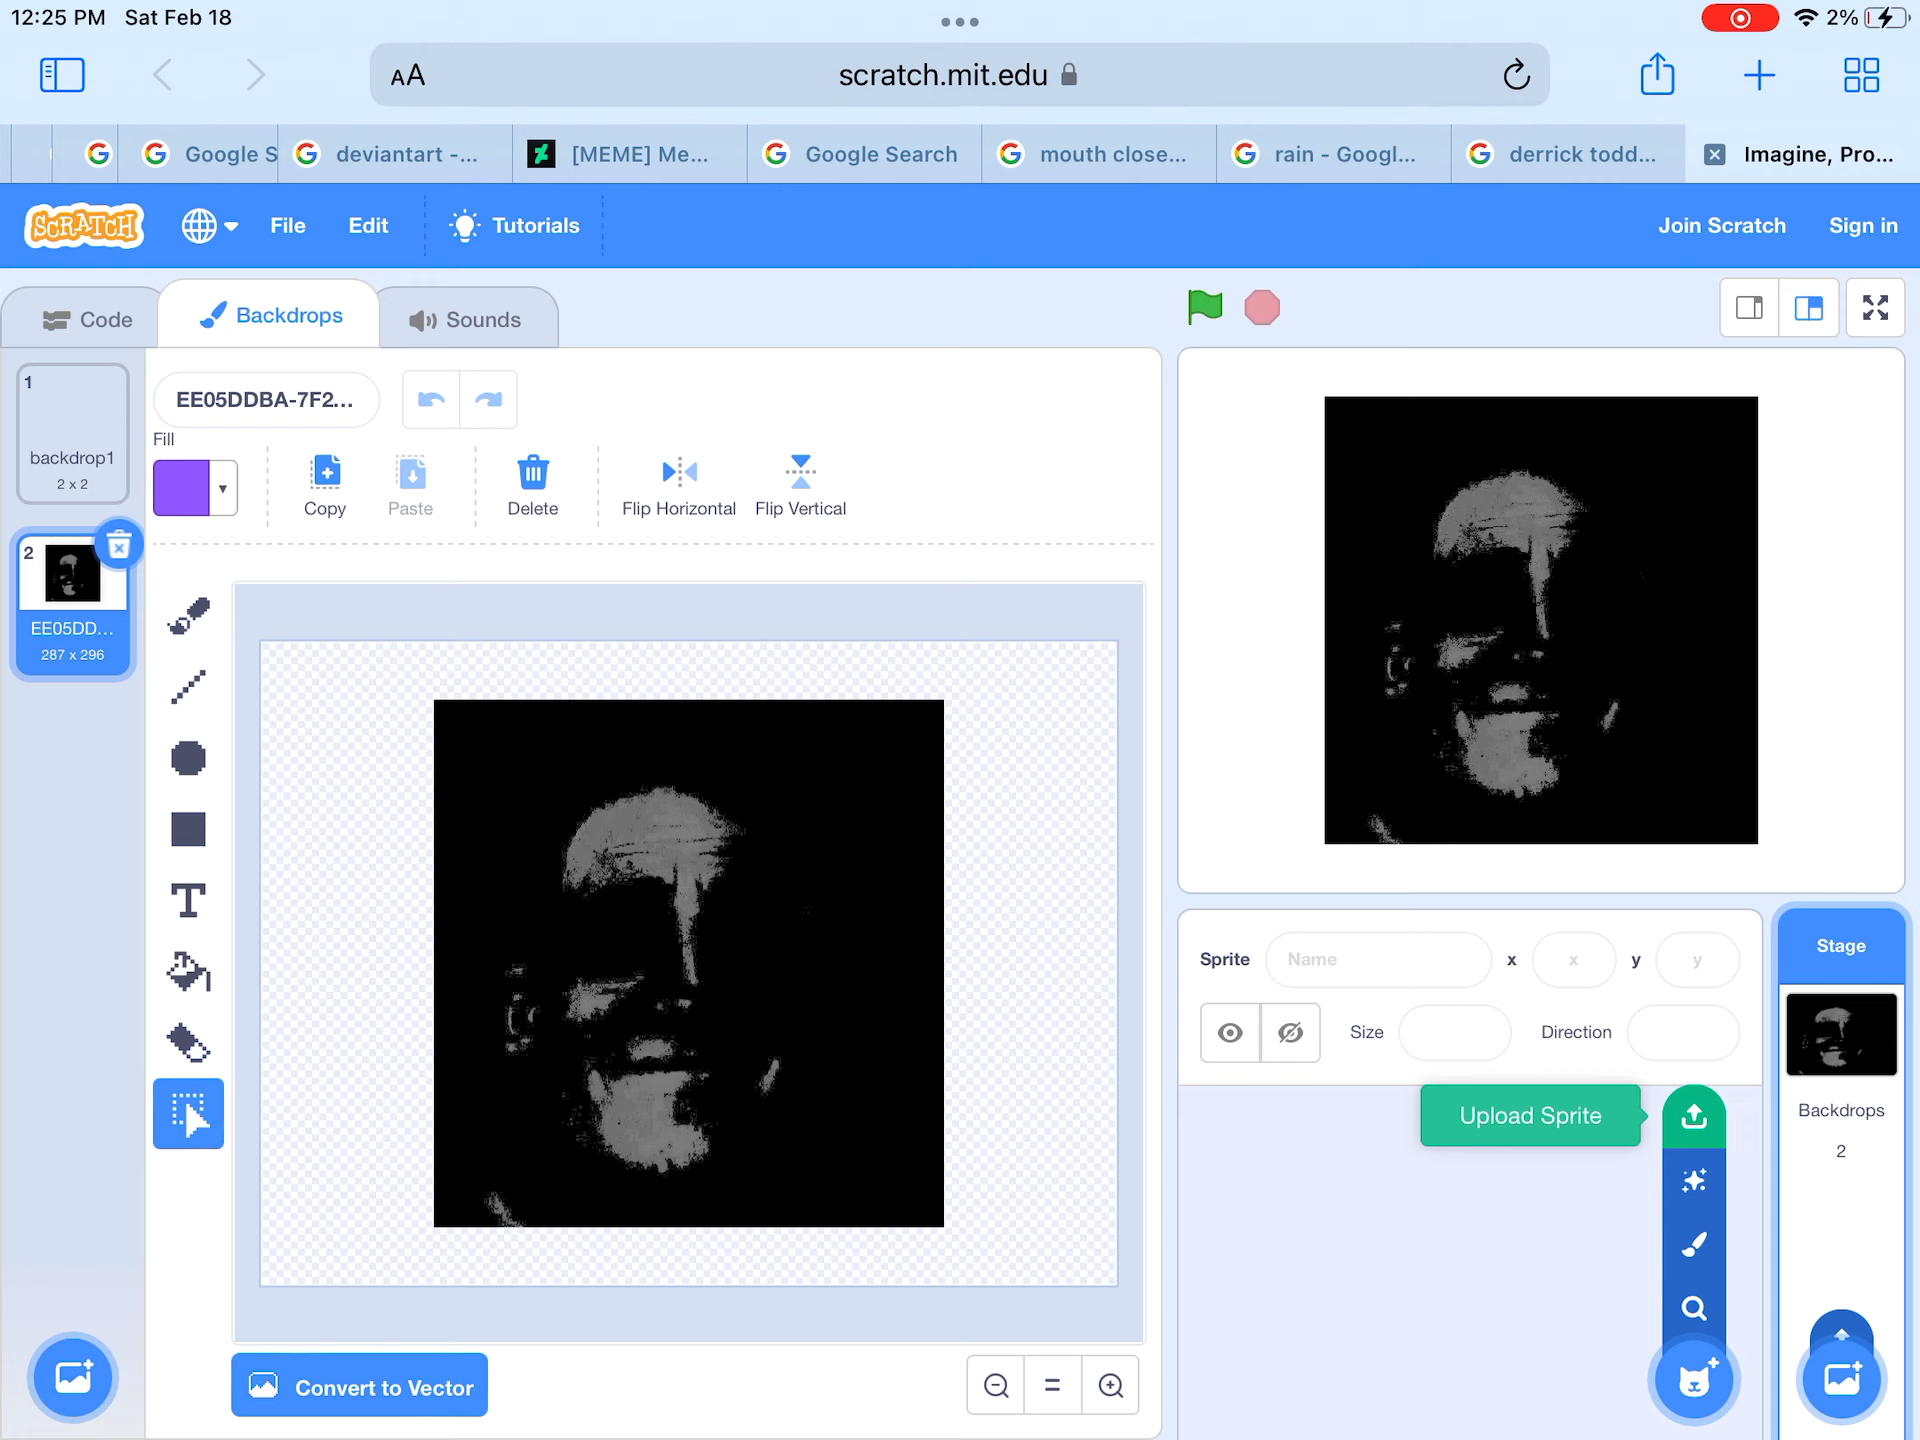 12:25 PM Sat Feb 18
2%
AA scratch.mit.edu
Google S
deviantart -...
[MEME] Me...
Google Search
mouth close...
rain - Googl...
derrick todd...
Imagine, Pro...
SCRATCH File Edit Tutorials Join Scratch Sign in
Code Backdrops Sounds
1
backdrop1
2 x 2
2
EE05DD...
287 x 296
EE05DDBA-7F2...
Fill
Copy Paste Delete Flip Horizontal Flip Vertical
T
Convert to Vector
Sprite Name x x y y
Size Direction
Upload Sprite
Stage
Backdrops
2